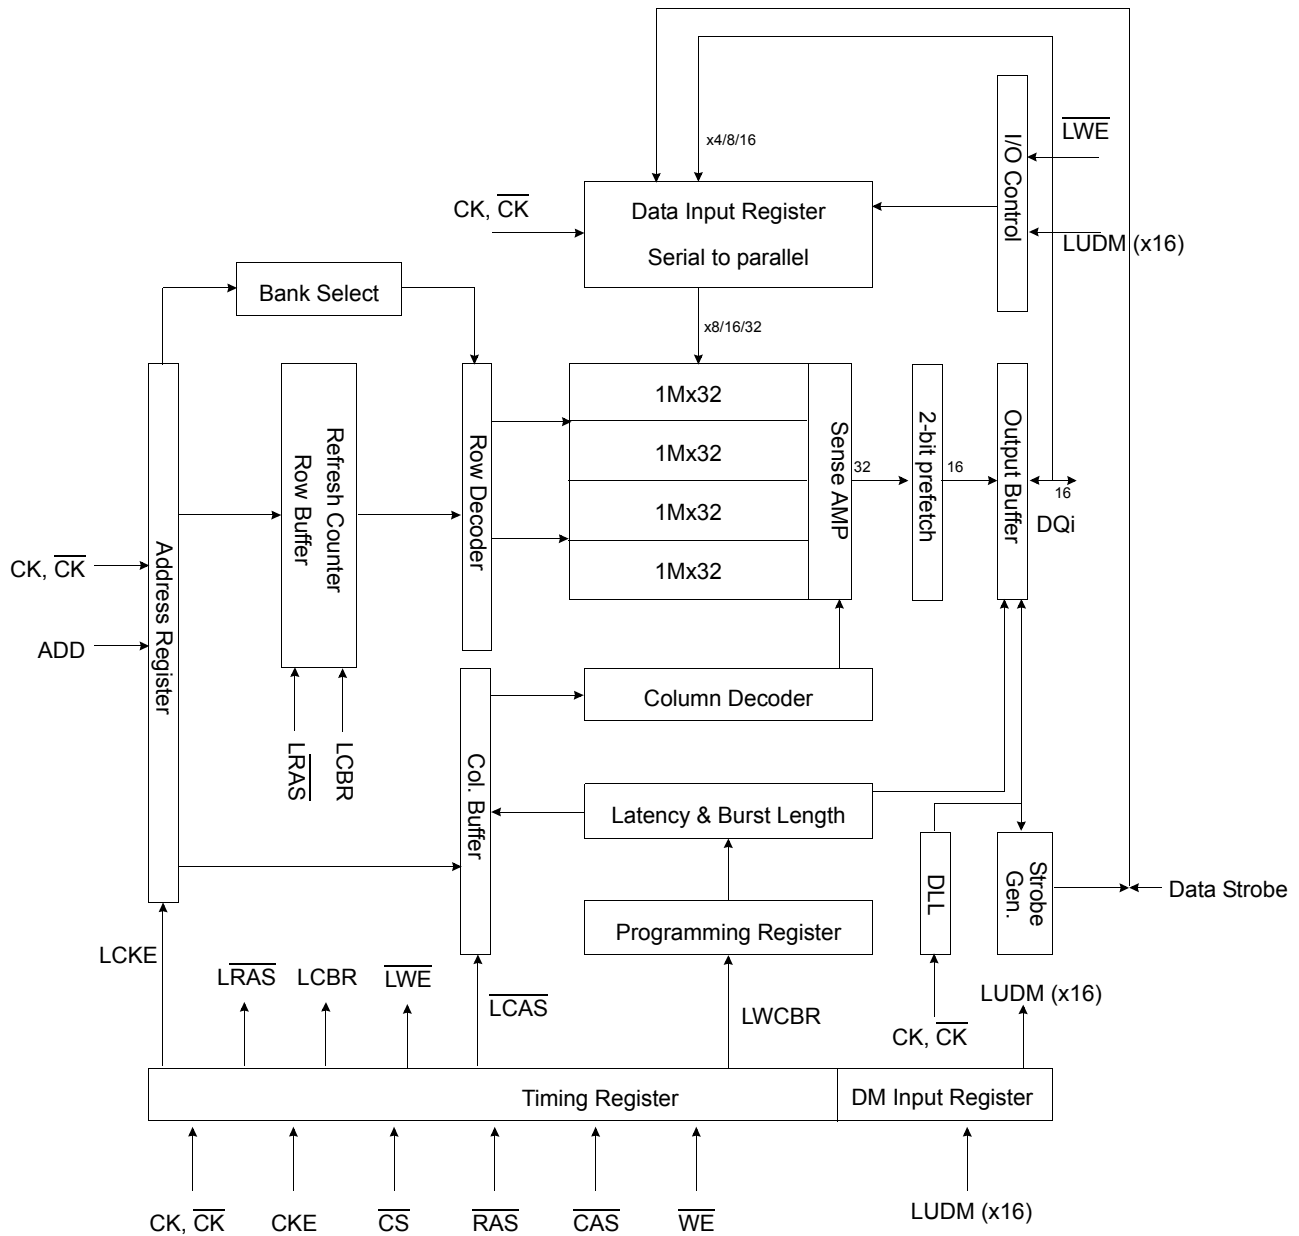 x4/8/16
I/O Control
LWE
CK, CK
Data Input Register
Serial to parallel
LUDM (x16)
Bank Select
x8/16/32
Address Register
Refresh Counter
Row Buffer
Row Decoder
1Mx32
1Mx32
1Mx32
1Mx32
Sense AMP
32
2-bit prefetch
16
Output Buffer
16
DQi
CK, CK
ADD
LRAS
LCBR
Col. Buffer
Column Decoder
Latency & Burst Length
Programming Register
DLL
Strobe
Gen.
Data Strobe
LCKE
LRAS
LCBR
LWE
LCAS
LWCBR
CK, CK
LUDM (x16)
Timing Register
DM Input Register
CK, CK
CKE
CS
RAS
CAS
WE
LUDM (x16)